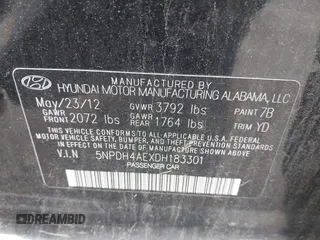 MANUFACTURED BY
HYUNDAI MOTOR MANUFACTURING ALABAMA, LLC
May/23/12 GVWR 3792 lbs PAINT 7B
GAWR FRONT 2072 lbs GAWR REAR 1764 lbs TRIM YD
THIS VEHICLE CONFORMS TO ALL APPLICABLE U.S.A. FEDERAL
MOTOR VEHICLE SAFETY, BUMPER, AND THEFT PREVENTION
STANDARDS IN EFFECT ON THE DATE OF MANUFACTURE SHOWN ABOVE.
V.I.N 5NPDH4AEXDH183301
PASSENGER CAR
DREAMBID